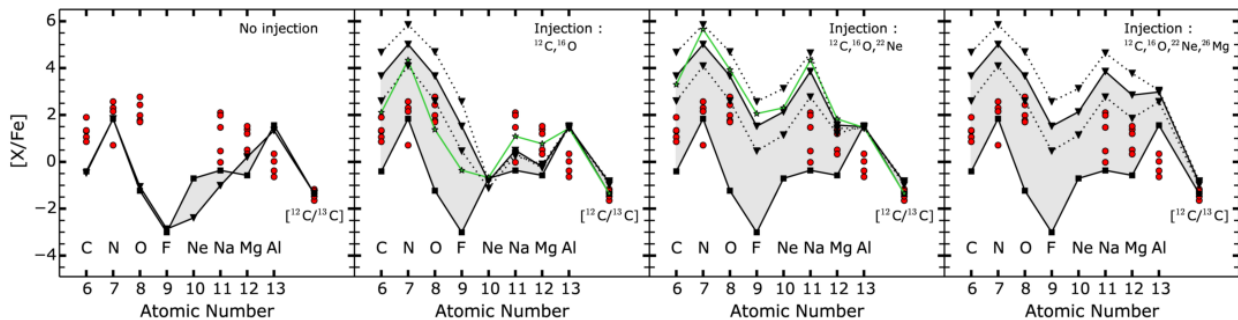 6
4
2
0
−2
−4
[X/Fe]
No injection
[¹²C/¹³C]
C N O F Ne Na Mg Al
6 7 8 9 10 11 12 13
Atomic Number
Injection :
¹²C,¹⁶O
[¹²C/¹³C]
C N O F Ne Na Mg Al
6 7 8 9 10 11 12 13
Atomic Number
Injection :
¹²C,¹⁶O,²²Ne
[¹²C/¹³C]
C N O F Ne Na Mg Al
6 7 8 9 10 11 12 13
Atomic Number
Injection :
¹²C,¹⁶O,²²Ne,²⁶Mg
[¹²C/¹³C]
C N O F Ne Na Mg Al
6 7 8 9 10 11 12 13
Atomic Number